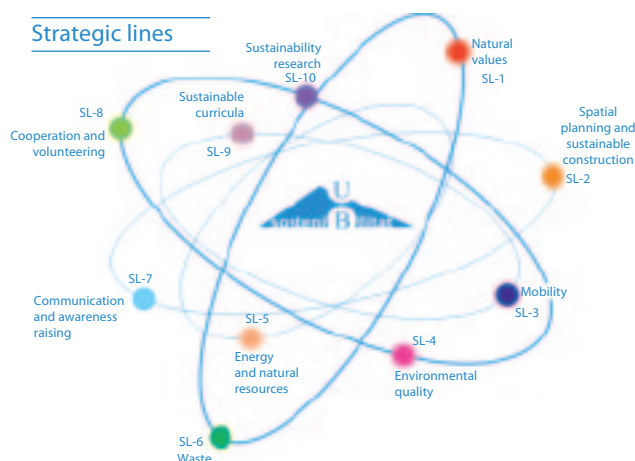 Strategic lines
Sustainability
research
SL-10
Natural
values
SL-1
SL-8
Cooperation and
volunteering
Sustainable
curricula
SL-9
Spatial
planning and
sustainable
construction
SL-2
U
B
sostenibilitat
SL-7
Communication
and awareness
raising
SL-5
Energy
and natural
resources
Mobility
SL-3
SL-4
Environmental
quality
SL-6
Waste